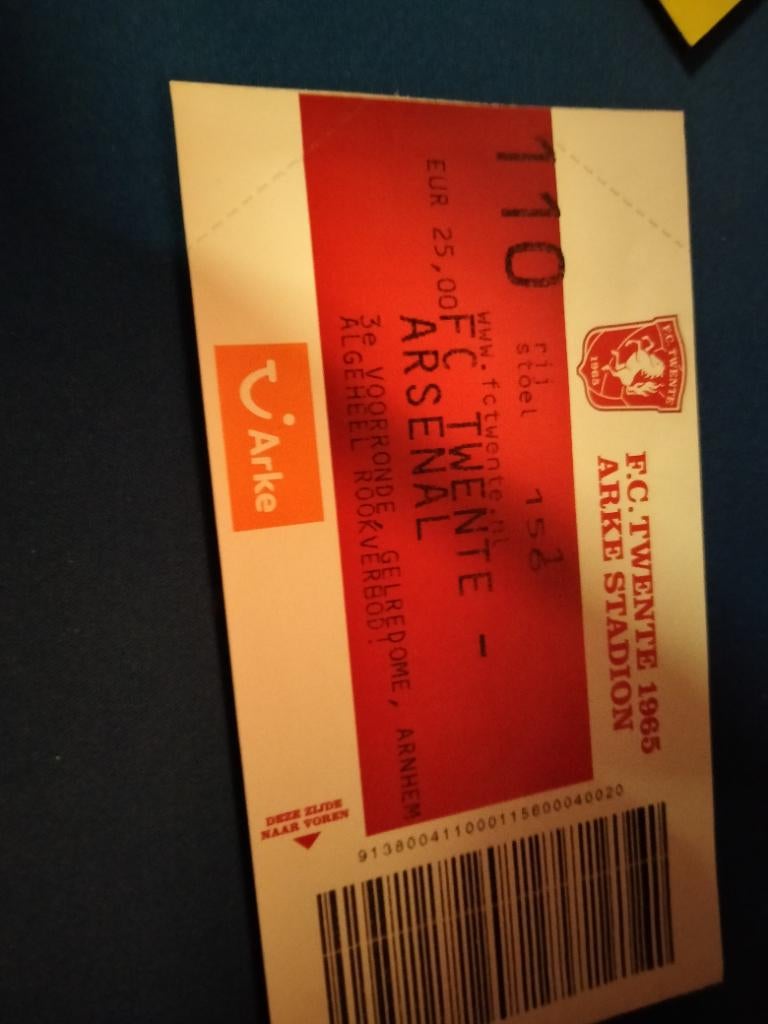 F.C. TWENTE
1965
F.C. TWENTE 1965
ARKE STADION
110
rij
stoel
www.fctwente.nl
EUR 25,00
FC TWENTE -
ARSENAL
3e VOORRONDE, GELREDOME, ARNHEM
ALGEHEEL ROOKVERBOD!
Arke
DEZE ZIJDE
NAAR VOREN
913800411000115600040020